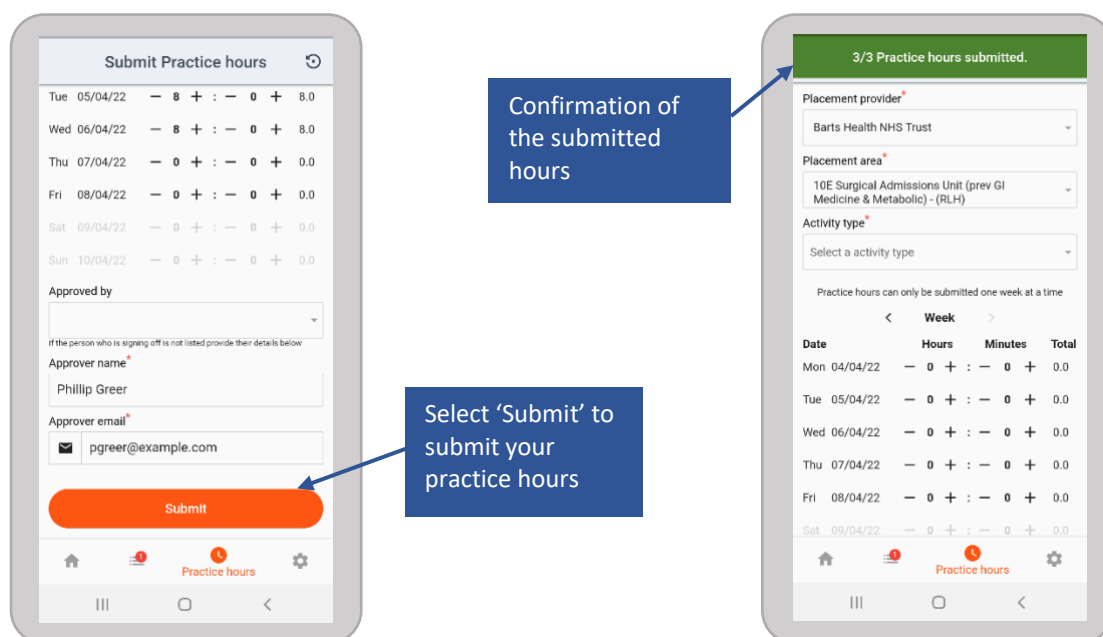 Submit Practice hours
Tue 05/04/22 — 8 + : — 0 + 8.0
Wed 06/04/22 — 8 + : — 0 + 8.0
Thu 07/04/22 — 0 + : — 0 + 0.0
Fri 08/04/22 — 0 + : — 0 + 0.0
Sat 09/04/22 — 0 + : — 0 + 0.0
Sun 10/04/22 — 0 + : — 0 + 0.0
Approved by
If the person who is signing off is not listed provide their details below
Approver name*
Phillip Greer
Approver email*
pgreer@example.com
Submit
1
Practice hours
Select ‘Submit’ to
submit your
practice hours
Confirmation of
the submitted
hours
3/3 Practice hours submitted.
Placement provider*
Barts Health NHS Trust
Placement area*
10E Surgical Admissions Unit (prev GI
Medicine & Metabolic) - (RLH)
Activity type*
Select a activity type
Practice hours can only be submitted one week at a time
< Week >
Date Hours Minutes Total
Mon 04/04/22 — 0 + : — 0 + 0.0
Tue 05/04/22 — 0 + : — 0 + 0.0
Wed 06/04/22 — 0 + : — 0 + 0.0
Thu 07/04/22 — 0 + : — 0 + 0.0
Fri 08/04/22 — 0 + : — 0 + 0.0
Sat 09/04/22 — 0 + : — 0 + 0.0
1
Practice hours